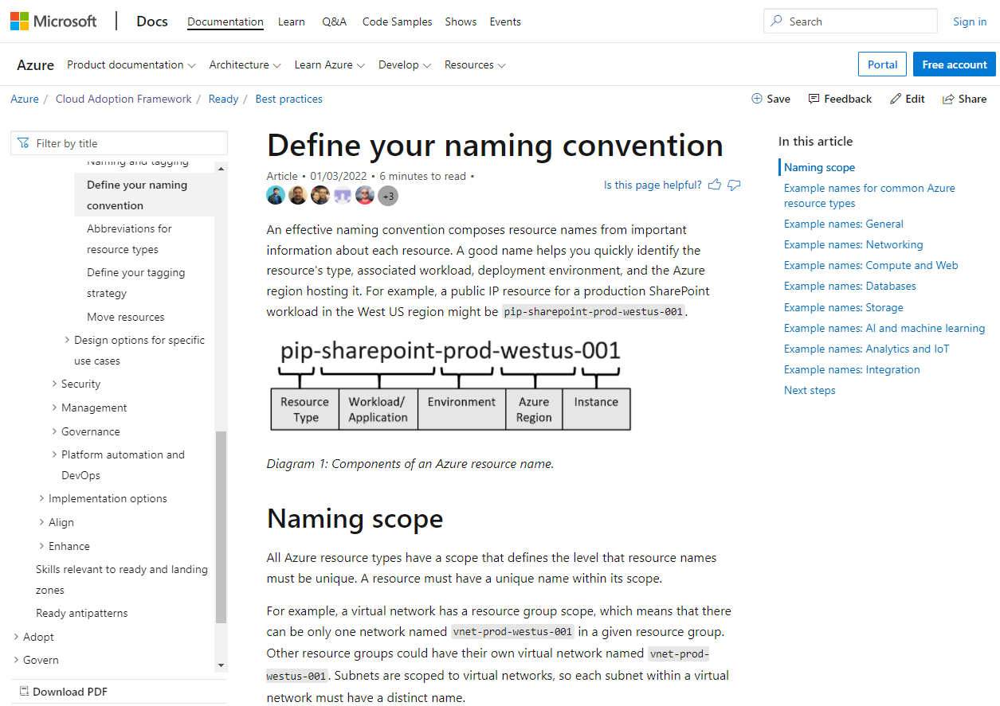 Microsoft
Docs
Documentation
Learn
Q&A
Code Samples
Shows
Events
Search
Sign in
Azure
Product documentation
Architecture
Learn Azure
Develop
Resources
Portal
Free account
Azure / Cloud Adoption Framework / Ready / Best practices
Save
Feedback
Edit
Share
Filter by title
Naming and tagging
Define your naming
convention
Abbreviations for
resource types
Define your tagging
strategy
Move resources
Design options for specific
use cases
Security
Management
Governance
Platform automation and
DevOps
Implementation options
Align
Enhance
Skills relevant to ready and landing
zones
Ready antipatterns
Adopt
Govern
Download PDF
Define your naming convention
Article • 01/03/2022 • 6 minutes to read •
+3
Is this page helpful?
An effective naming convention composes resource names from important
information about each resource. A good name helps you quickly identify the
resource's type, associated workload, deployment environment, and the Azure
region hosting it. For example, a public IP resource for a production SharePoint
workload in the West US region might be pip-sharepoint-prod-westus-001.
pip-sharepoint-prod-westus-001
Resource
Type
Workload/
Application
Environment
Azure
Region
Instance
Diagram 1: Components of an Azure resource name.
Naming scope
All Azure resource types have a scope that defines the level that resource names
must be unique. A resource must have a unique name within its scope.
For example, a virtual network has a resource group scope, which means that there
can be only one network named vnet-prod-westus-001 in a given resource group.
Other resource groups could have their own virtual network named vnet-prod-
westus-001. Subnets are scoped to virtual networks, so each subnet within a virtual
network must have a distinct name.
In this article
Naming scope
Example names for common Azure
resource types
Example names: General
Example names: Networking
Example names: Compute and Web
Example names: Databases
Example names: Storage
Example names: AI and machine learning
Example names: Analytics and IoT
Example names: Integration
Next steps